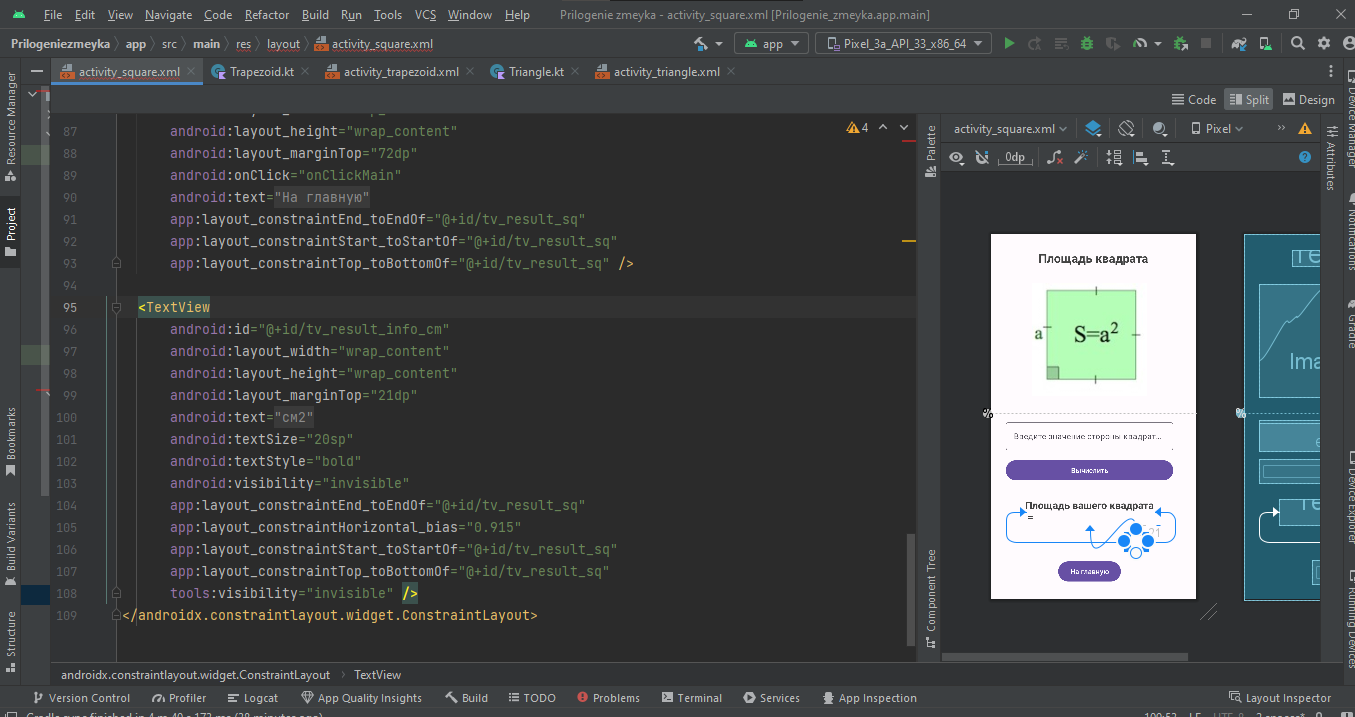 File Edit View Navigate Code Refactor Build Run Tools VCS Window Help Prilogenie zmeyka - activity_square.xml [Prilogenie_zmeyka.app.main]
Prilogeniezmeyka app src main res layout activity_square.xml app Pixel_3a_API_33_x86_64
activity_square.xml Trapezoid.kt activity_trapezoid.xml Triangle.kt activity_triangle.xml
Code Split Design
87 android:layout_height="wrap_content"
88 android:layout_marginTop="72dp"
89 android:onClick="onClickMain"
90 android:text="На главную"
91 app:layout_constraintEnd_toEndOf="@+id/tv_result_sq"
92 app:layout_constraintStart_toStartOf="@+id/tv_result_sq"
93 app:layout_constraintTop_toBottomOf="@+id/tv_result_sq" />
94
95 <TextView
96 android:id="@+id/tv_result_info_cm"
97 android:layout_width="wrap_content"
98 android:layout_height="wrap_content"
99 android:layout_marginTop="21dp"
100 android:text="см2"
101 android:textSize="20sp"
102 android:textStyle="bold"
103 android:visibility="invisible"
104 app:layout_constraintEnd_toEndOf="@+id/tv_result_sq"
105 app:layout_constraintHorizontal_bias="0.915"
106 app:layout_constraintStart_toStartOf="@+id/tv_result_sq"
107 app:layout_constraintTop_toBottomOf="@+id/tv_result_sq"
108 tools:visibility="invisible" />
109 </androidx.constraintlayout.widget.ConstraintLayout>
4
Resource Manager
Project
Bookmarks
Build Variants
Structure
Palette
Component Tree
activity_square.xml Pixel
0dp
Площадь квадрата
a
S=a²
%
Введите значение стороны квадрат...
Вычислить
Площадь вашего квадрата
=
21
На главную
%
Ima
Device Manager
Attributes
Notifications
Gradle
Device Explorer
Running Devices
androidx.constraintlayout.widget.ConstraintLayout TextView
Version Control Profiler Logcat App Quality Insights Build TODO Problems Terminal Services App Inspection Layout Inspector